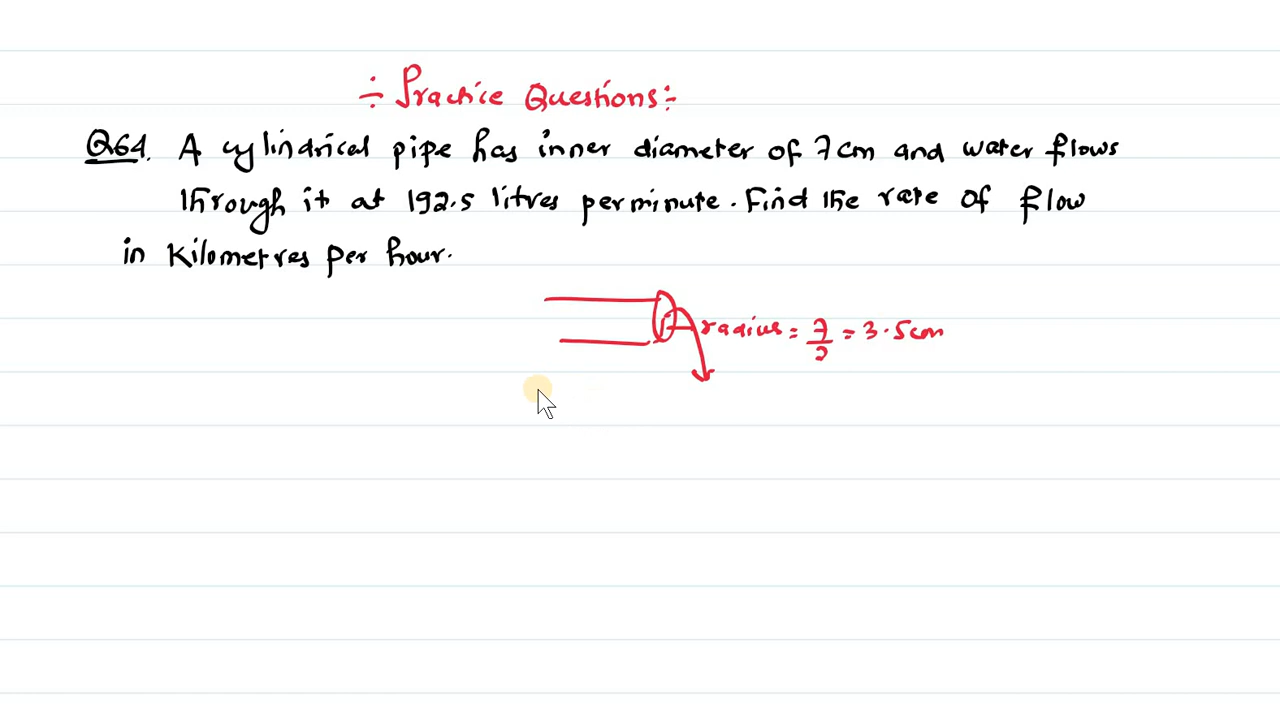 ÷ Practice Questions ÷
Q64. A cylindrical pipe has inner diameter of 7cm and water flows
through it at 192.5 litres per minute. Find the rate of flow
in Kilometres per hour.
radius = 7/2 = 3.5cm